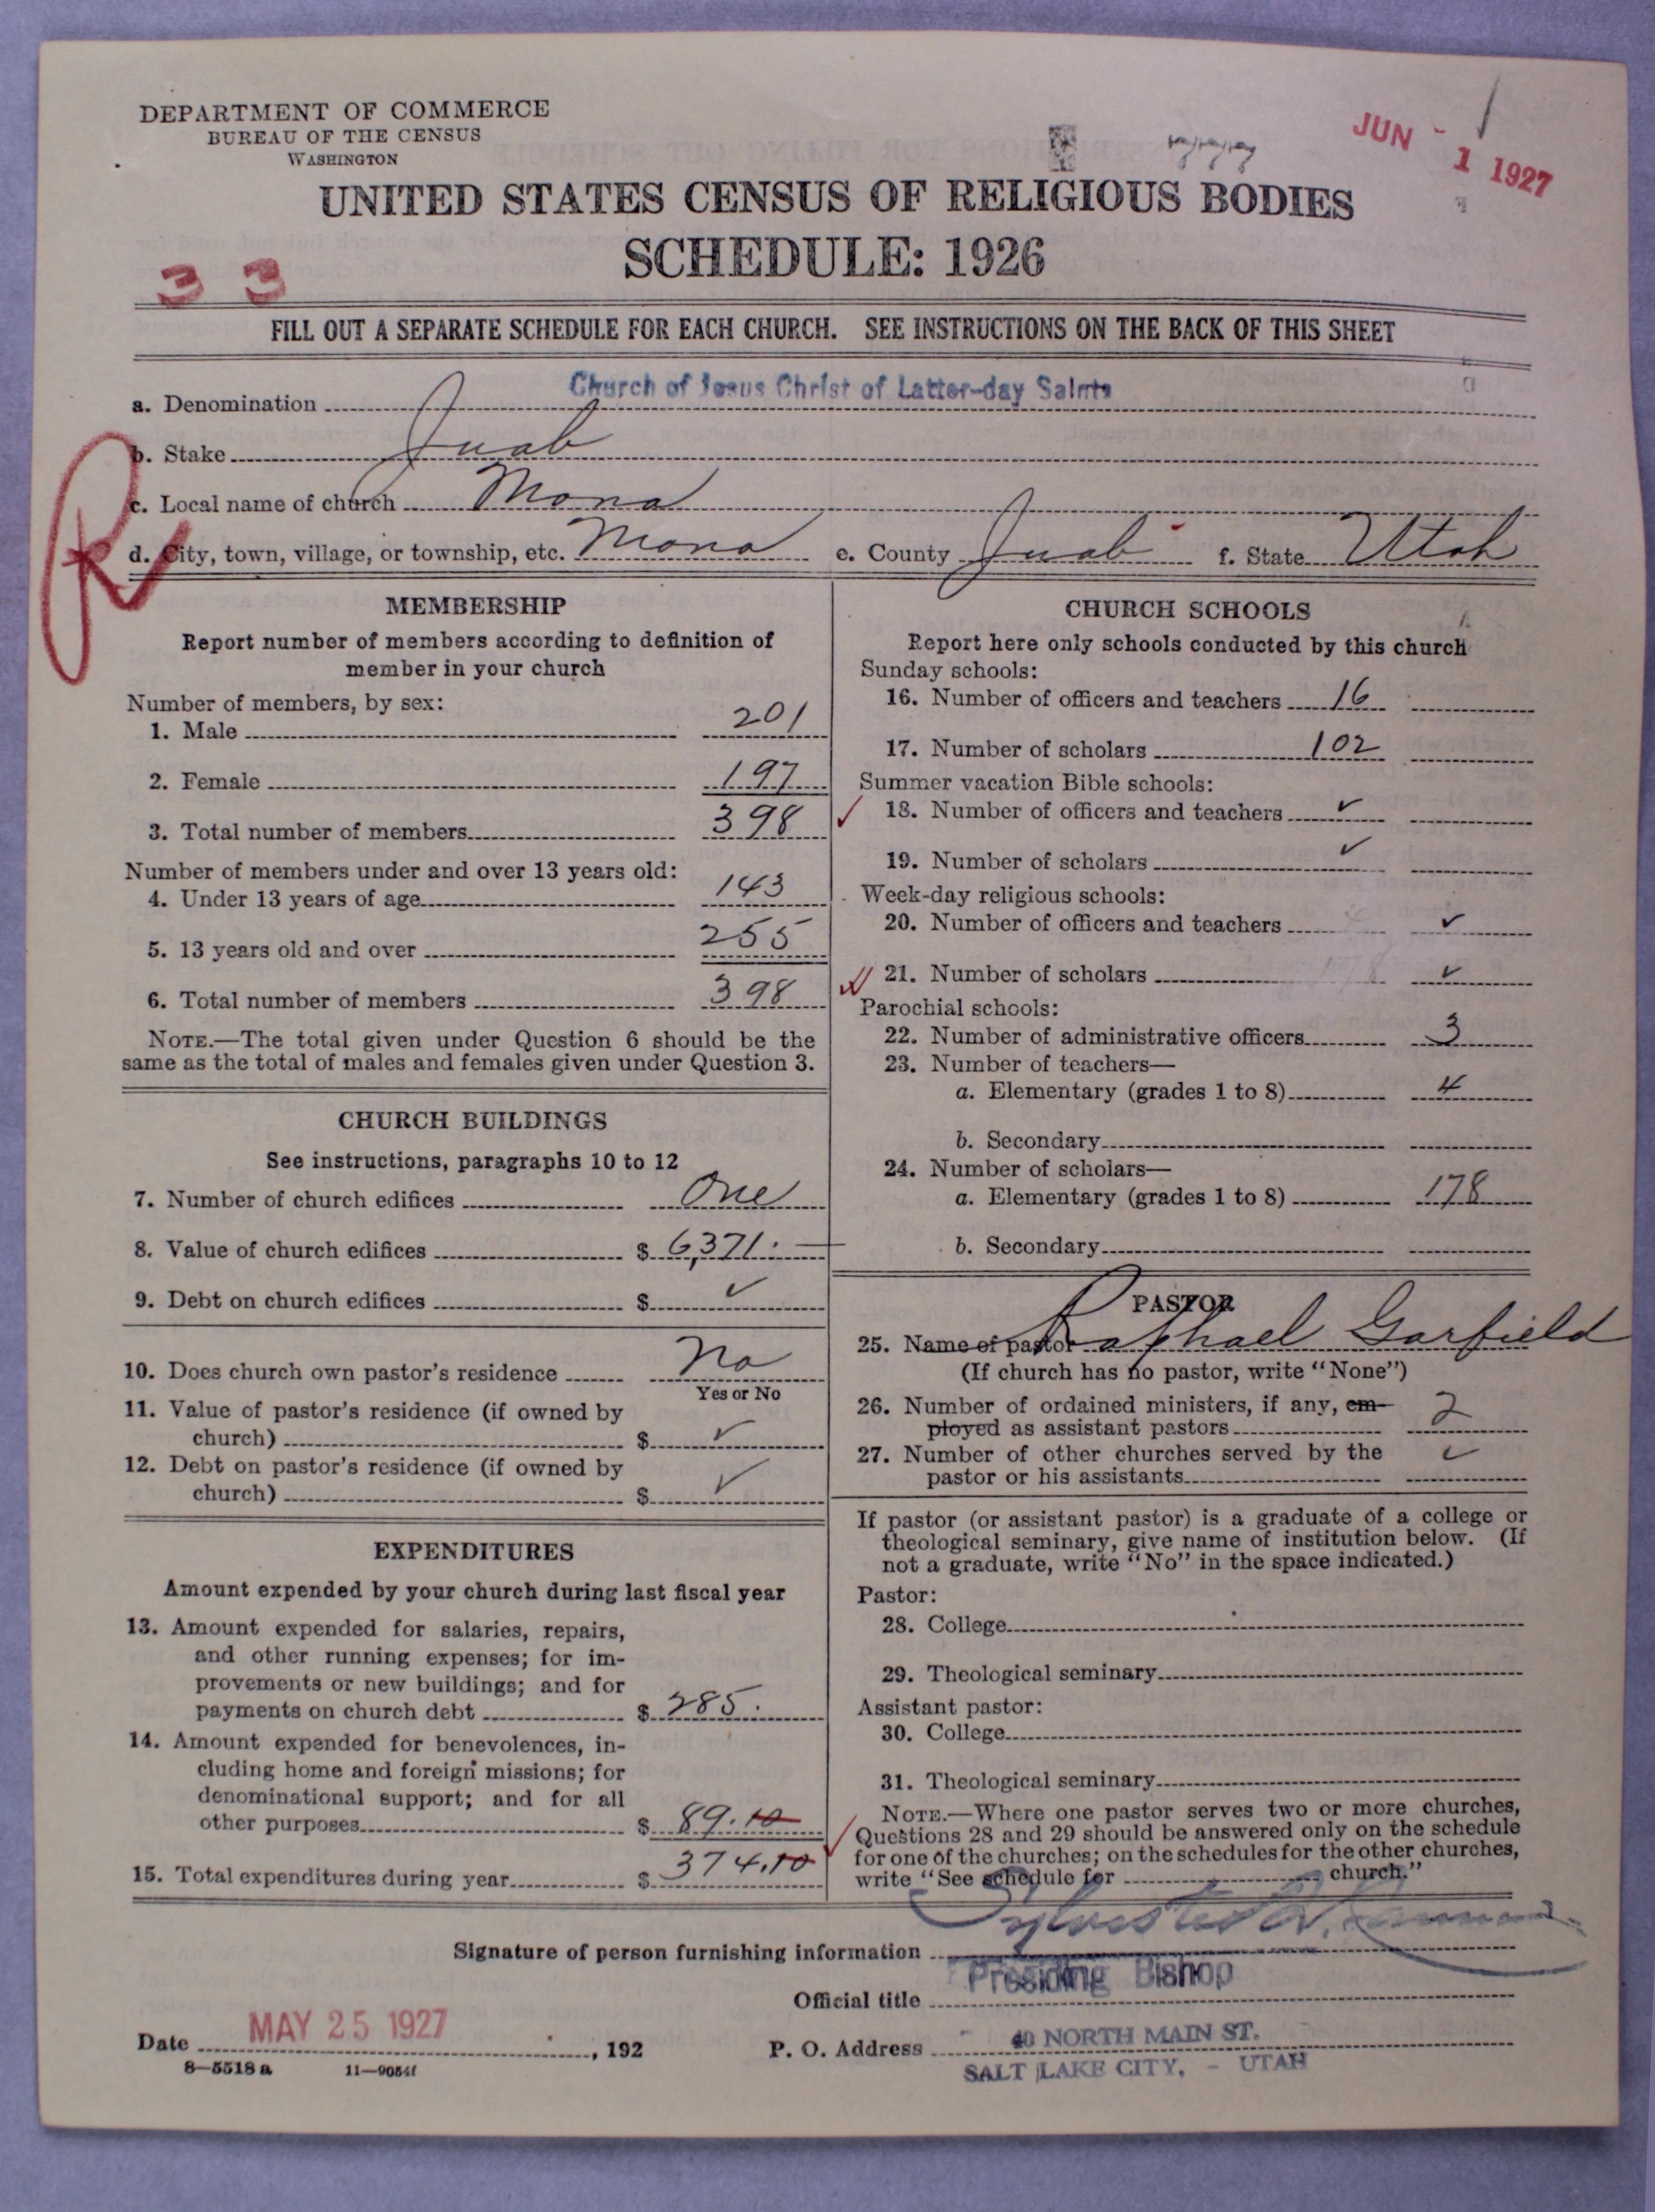 DEPARTMENT OF COMMERCE
BUREAU OF THE CENSUS
WASHINGTON
JUN - 1 1927
UNITED STATES CENSUS OF RELIGIOUS BODIES
SCHEDULE: 1926
3 3
FILL OUT A SEPARATE SCHEDULE FOR EACH CHURCH. SEE INSTRUCTIONS ON THE BACK OF THIS SHEET
a. Denomination Church of Jesus Christ of Latter-day Saints
b. Stake Juab
c. Local name of church Mona
d. City, town, village, or township, etc. Mona e. County Juab f. State Utah
R
MEMBERSHIP
Report number of members according to definition of
member in your church
Number of members, by sex:
1. Male 201
2. Female 197
3. Total number of members 398
Number of members under and over 13 years old:
4. Under 13 years of age 143
5. 13 years old and over 255
6. Total number of members 398
NOTE.—The total given under Question 6 should be the
same as the total of males and females given under Question 3.
CHURCH BUILDINGS
See instructions, paragraphs 10 to 12
7. Number of church edifices One
8. Value of church edifices $ 6,371. —
9. Debt on church edifices $ ✓
10. Does church own pastor's residence No
Yes or No
11. Value of pastor's residence (if owned by
church) $ ✓
12. Debt on pastor's residence (if owned by
church) $ ✓
EXPENDITURES
Amount expended by your church during last fiscal year
13. Amount expended for salaries, repairs,
and other running expenses; for im-
provements or new buildings; and for
payments on church debt $ 285.
14. Amount expended for benevolences, in-
cluding home and foreign missions; for
denominational support; and for all
other purposes $ 89.10
15. Total expenditures during year $ 374.10
CHURCH SCHOOLS
Report here only schools conducted by this church
Sunday schools:
16. Number of officers and teachers 16
17. Number of scholars 102
Summer vacation Bible schools:
✓ 18. Number of officers and teachers ✓
19. Number of scholars ✓
Week-day religious schools:
20. Number of officers and teachers ✓
21. Number of scholars 178 ✓
Parochial schools:
22. Number of administrative officers 3
23. Number of teachers—
a. Elementary (grades 1 to 8) 4
b. Secondary
24. Number of scholars—
a. Elementary (grades 1 to 8) 178
b. Secondary
PASTOR
25. Name of pastor Raphael Garfield
(If church has no pastor, write "None")
26. Number of ordained ministers, if any, em-
ployed as assistant pastors 2
27. Number of other churches served by the
pastor or his assistants ✓
If pastor (or assistant pastor) is a graduate of a college or
theological seminary, give name of institution below. (If
not a graduate, write "No" in the space indicated.)
Pastor:
28. College
29. Theological seminary
Assistant pastor:
30. College
31. Theological seminary
NOTE.—Where one pastor serves two or more churches,
Questions 28 and 29 should be answered only on the schedule
for one of the churches; on the schedules for the other churches,
write "See schedule for church."
Signature of person furnishing information Sylvester Q. Cannon
Official title Presiding Bishop
Date MAY 25 1927, 192
P. O. Address 40 NORTH MAIN ST.
SALT LAKE CITY, - UTAH
8—5518 a 11—9054f